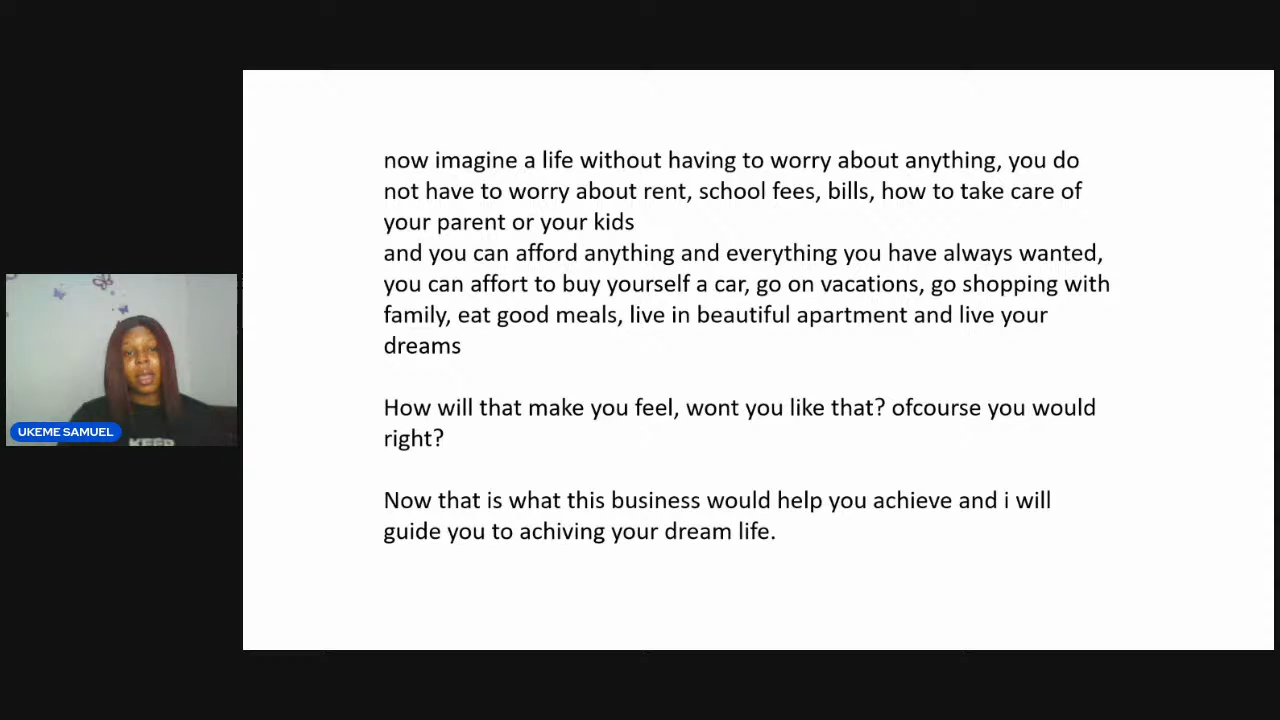 now imagine a life without having to worry about anything, you do
not have to worry about rent, school fees, bills, how to take care of
your parent or your kids
and you can afford anything and everything you have always wanted,
you can affort to buy yourself a car, go on vacations, go shopping with
family, eat good meals, live in beautiful apartment and live your
dreams
How will that make you feel, wont you like that? ofcourse you would
right?
Now that is what this business would help you achieve and i will
guide you to achiving your dream life.
UKEME SAMUEL
KEEP